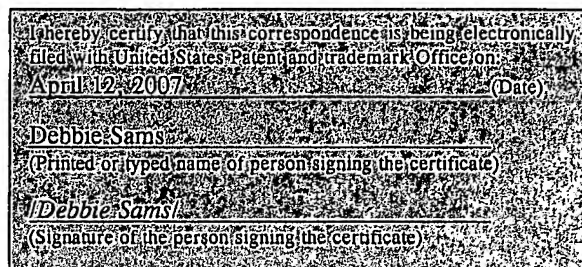 I hereby certify that this correspondence is being electronically
filed with United States Patent and trademark Office on:
April 12, 2007 (Date)
Debbie Sams
(Printed or typed name of person signing the certificate)
/Debbie Sams/
(Signature of the person signing the certificate)